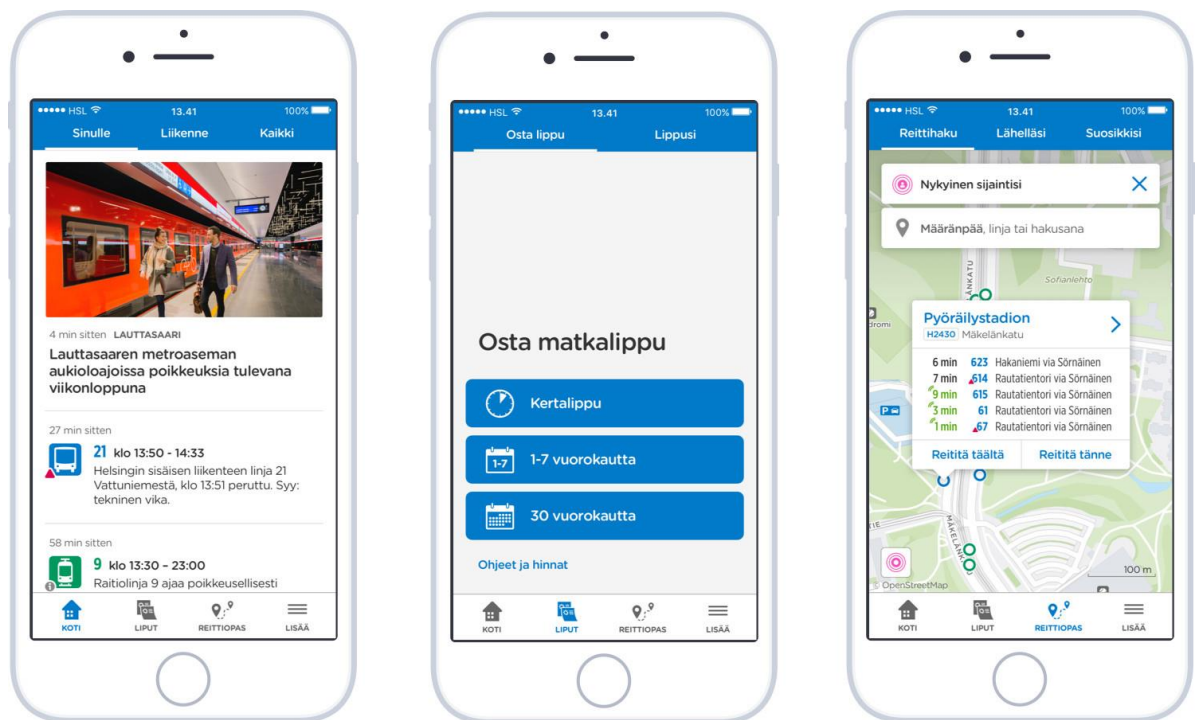 HSL 13.41 100%
Sinulle Liikenne Kaikki
4 min sitten LAUTTASAARI
Lauttasaaren metroaseman
aukioloajoissa poikkeuksia tulevana
viikonloppuna
27 min sitten
21 klo 13:50 - 14:33
Helsingin sisäisen liikenteen linja 21
Vattuniemestä, klo 13:51 peruttu. Syy:
tekninen vika.
58 min sitten
9 klo 13:30 - 23:00
Raitiolinja 9 ajaa poikkeusellisesti
KOTI LIPUT REITTIOPAS LISÄÄ
HSL 13.41 100%
Osta lippu Lippusi
Osta matkalippu
Kertalippu
1-7 1-7 vuorokautta
30 vuorokautta
Ohjeet ja hinnat
KOTI LIPUT REITTIOPAS LISÄÄ
HSL 13.41 100%
Reittihaku Lähelläsi Suosikkisi
Nykyinen sijaintisi
Määränpää, linja tai hakusana
Sofianlehto
Pyöräilystadion
H2430 Mäkelänkatu
6 min 623 Hakaniemi via Sörnäinen
7 min 614 Rautatientori via Sörnäinen
9 min 615 Rautatientori via Sörnäinen
3 min 61 Rautatientori via Sörnäinen
1 min 67 Rautatientori via Sörnäinen
P
Reititä täältä Reititä tänne
100 m
© OpenStreetMap
KOTI LIPUT REITTIOPAS LISÄÄ